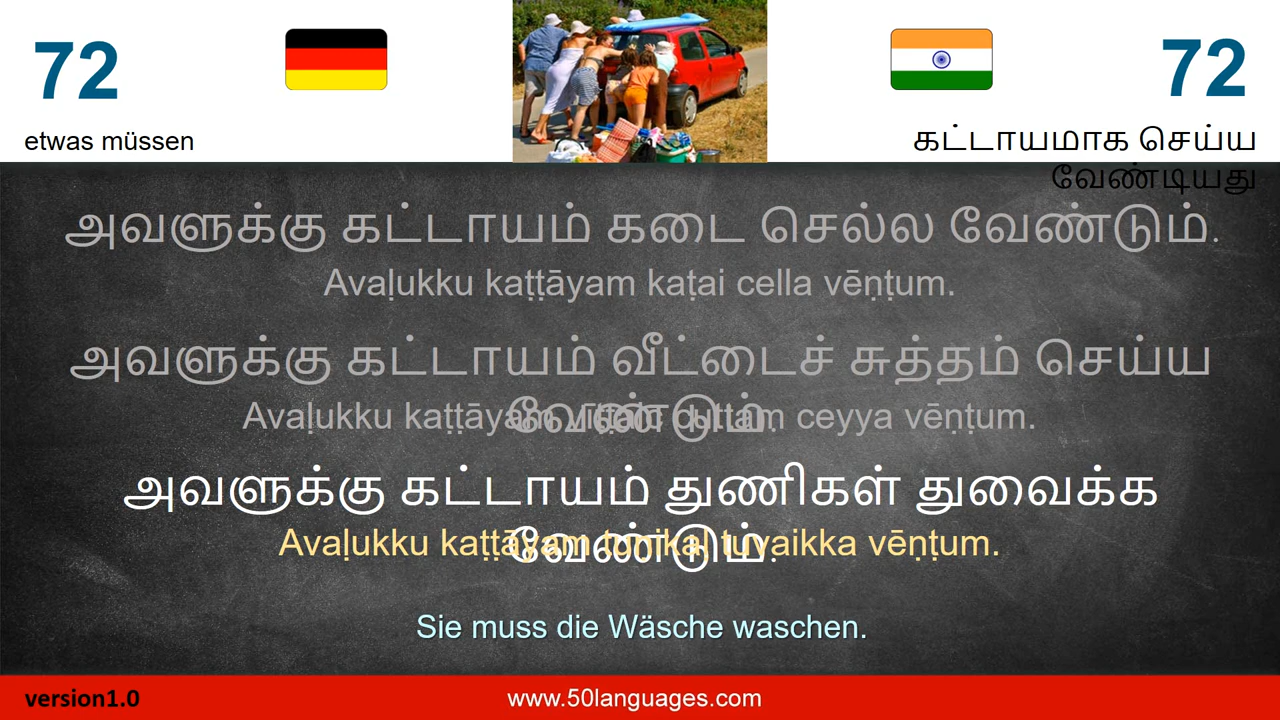 72
72
etwas müssen
கட்டாயமாக செய்ய
வேண்டியது
அவளுக்கு கட்டாயம் கடை செல்ல வேண்டும்.
Avaḷukku kaṭṭāyam kaṭai cella vēṇṭum.
அவளுக்கு கட்டாயம் வீட்டைச் சுத்தம் செய்ய
வேண்டும்.
Avaḷukku kaṭṭāyam vīṭṭaic cuttam ceyya vēṇṭum.
அவளுக்கு கட்டாயம் துணிகள் துவைக்க
வேண்டும்.
Avaḷukku kaṭṭāyam tuṇikaḷ tuvaikka vēṇṭum.
Sie muss die Wäsche waschen.
version1.0
www.50languages.com